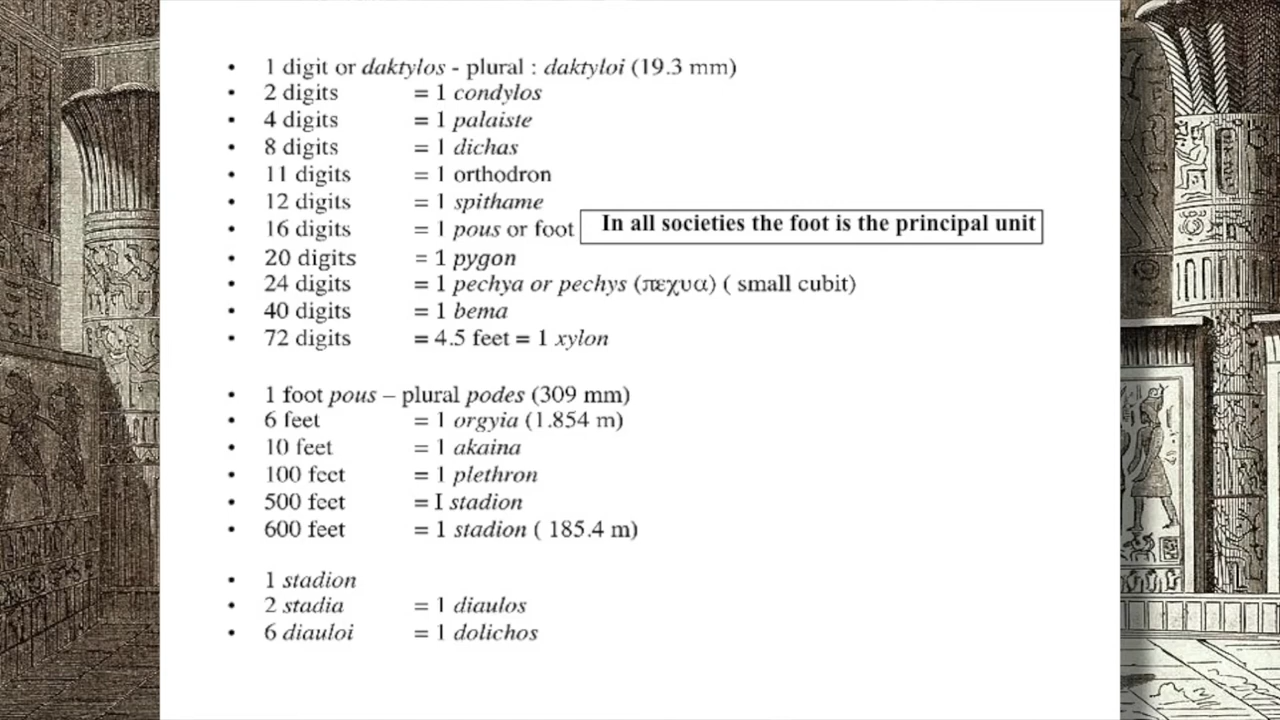 • 1 digit or daktylos - plural : daktyloi (19.3 mm)
• 2 digits = 1 condylos
• 4 digits = 1 palaiste
• 8 digits = 1 dichas
• 11 digits = 1 orthodron
• 12 digits = 1 spithame
• 16 digits = 1 pous or foot In all societies the foot is the principal unit
• 20 digits = 1 pygon
• 24 digits = 1 pechya or pechys (πεχυα) ( small cubit)
• 40 digits = 1 bema
• 72 digits = 4.5 feet = 1 xylon
• 1 foot pous – plural podes (309 mm)
• 6 feet = 1 orgyia (1.854 m)
• 10 feet = 1 akaina
• 100 feet = 1 plethron
• 500 feet = I stadion
• 600 feet = 1 stadion ( 185.4 m)
• 1 stadion
• 2 stadia = 1 diaulos
• 6 diauloi = 1 dolichos